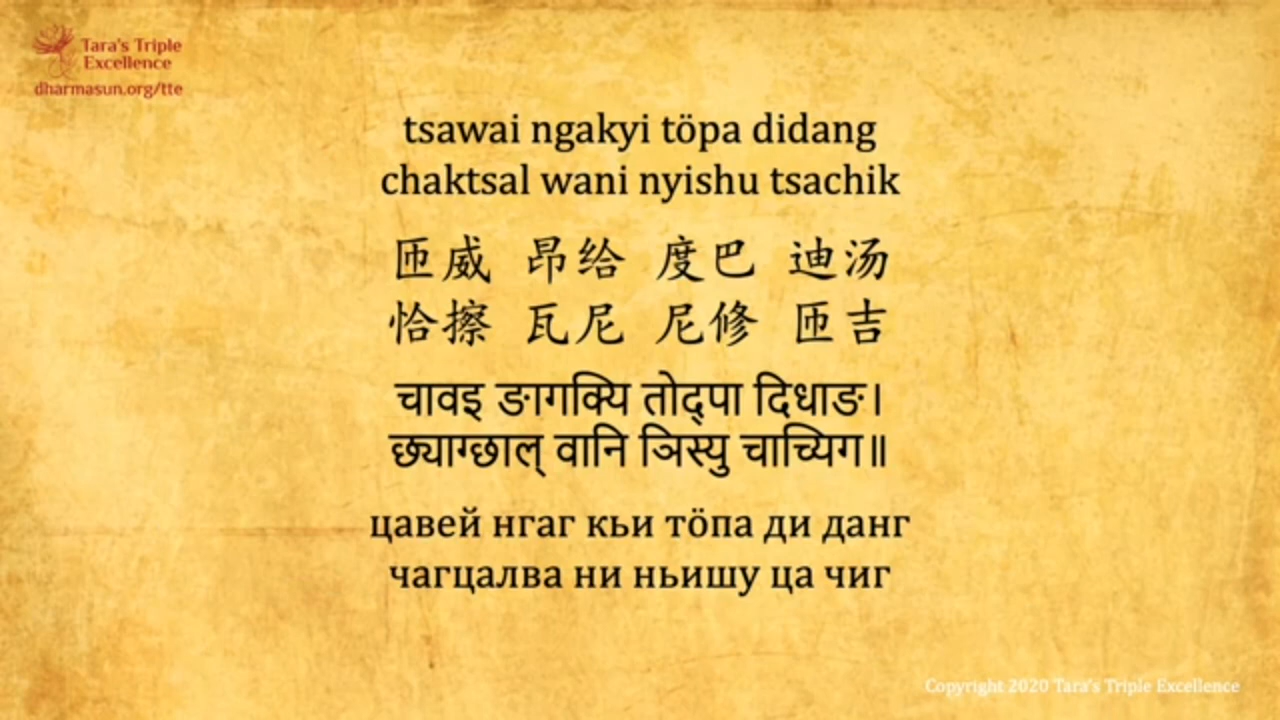 Tara's Triple
Excellence
dharmasun.org/tte
tsawai ngakyi töpa didang
chaktsal wani nyishu tsachik
匝威 昂给 度巴 迪汤
恰擦 瓦尼 尼修 匝吉
चावइ ङागक्यि तोद्पा दिधाङ।
छ्याग्छाल् वानि ञिस्यु चाच्यिग॥
цавей нгаг кьи тöпа ди данг
чагцалва ни ньишу ца чиг
Copyright 2020 Tara's Triple Excellence